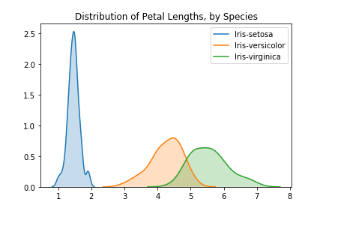 Distribution of Petal Lengths, by Species
Iris-setosa
Iris-versicolor
Iris-virginica
2.5
2.0
1.5
1.0
0.5
0.0
1 2 3 4 5 6 7 8